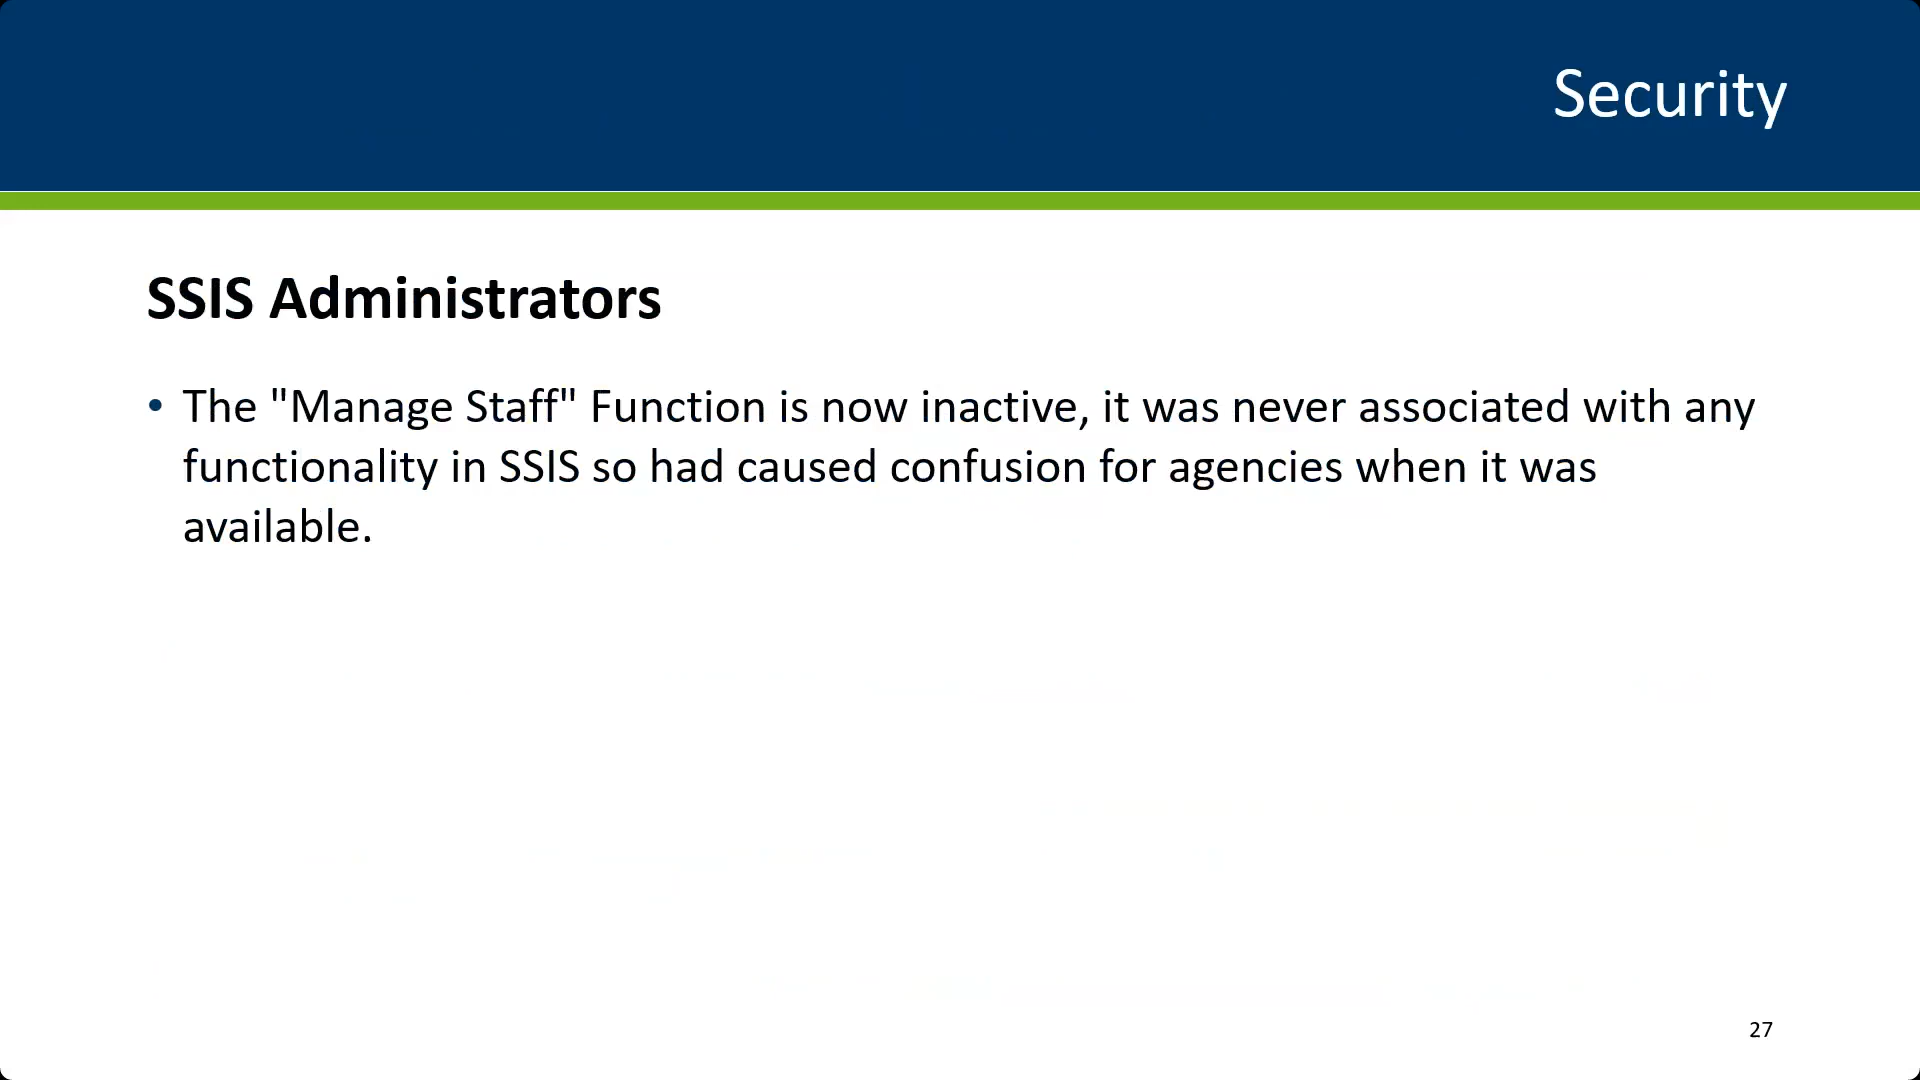 Security
SSIS Administrators
• The "Manage Staff" Function is now inactive, it was never associated with any
functionality in SSIS so had caused confusion for agencies when it was
available.
27